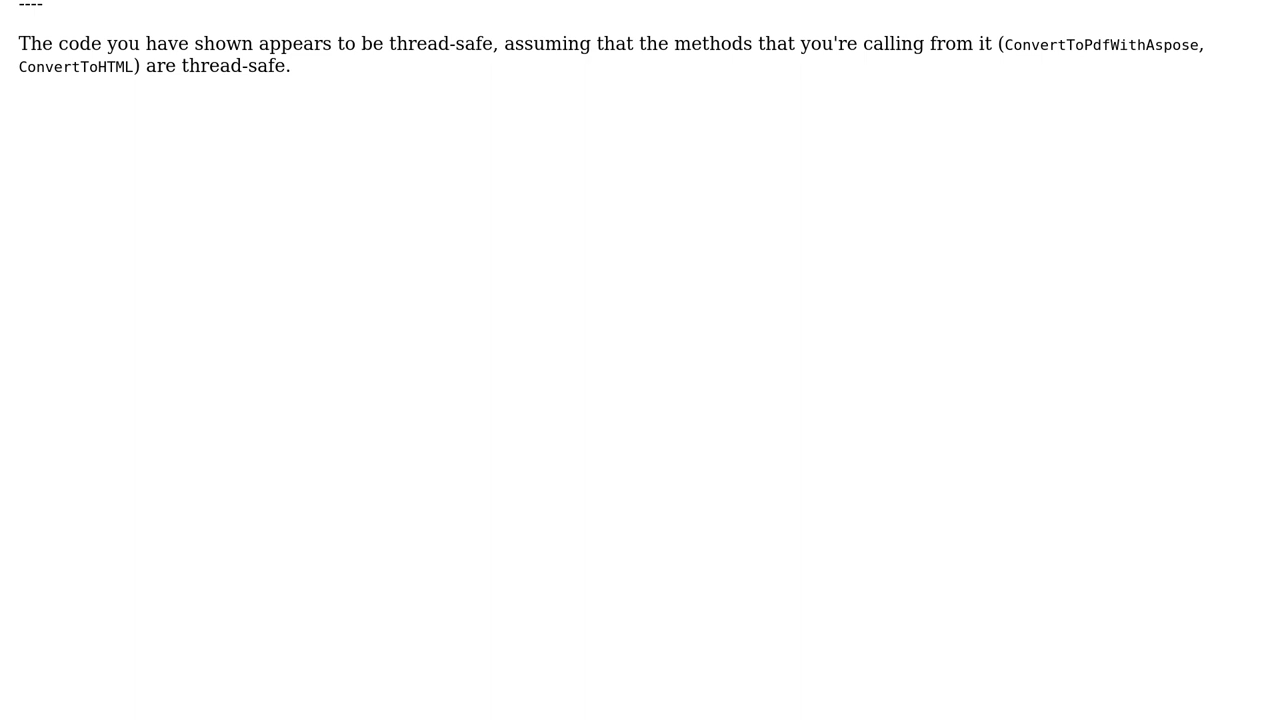 ----
The code you have shown appears to be thread-safe, assuming that the methods that you're calling from it (ConvertToPdfWithAspose,
ConvertToHTML) are thread-safe.